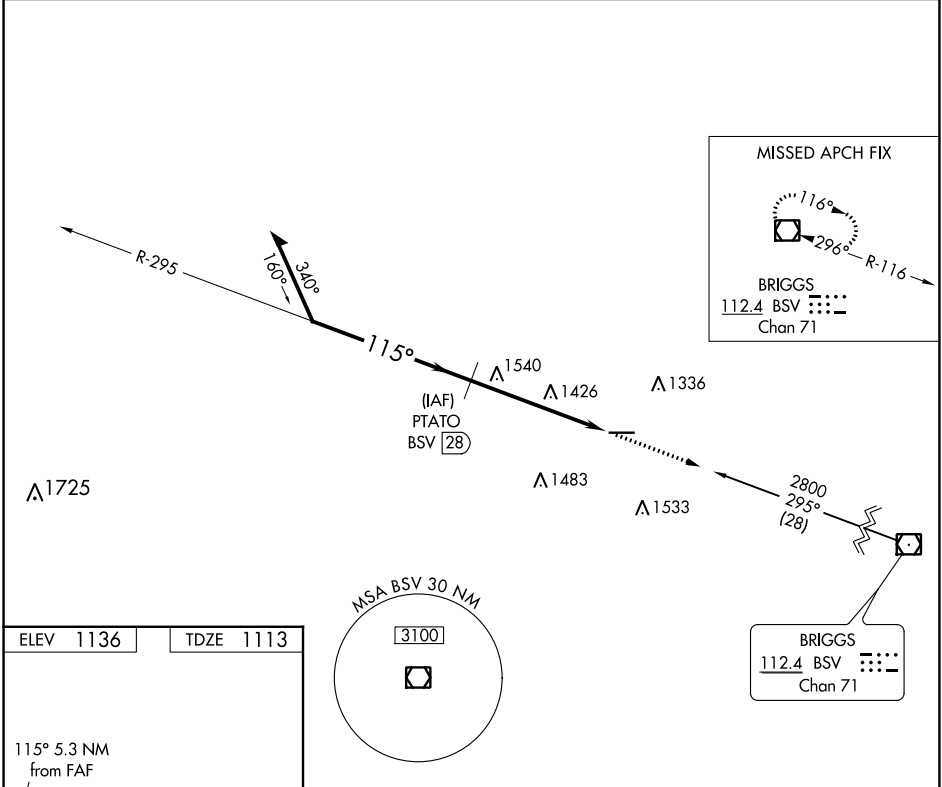 MISSED APCH FIX
116°
296°
R-116
BRIGGS
112.4 BSV
Chan 71
R-295
340°
160°
115°
(IAF)
PTATO
BSV 28
1540
1426
1336
1483
1533
1725
2800
295°
(28)
MSA BSV 30 NM
3100
BRIGGS
112.4 BSV
Chan 71
ELEV 1136
TDZE 1113
115° 5.3 NM
from FAF